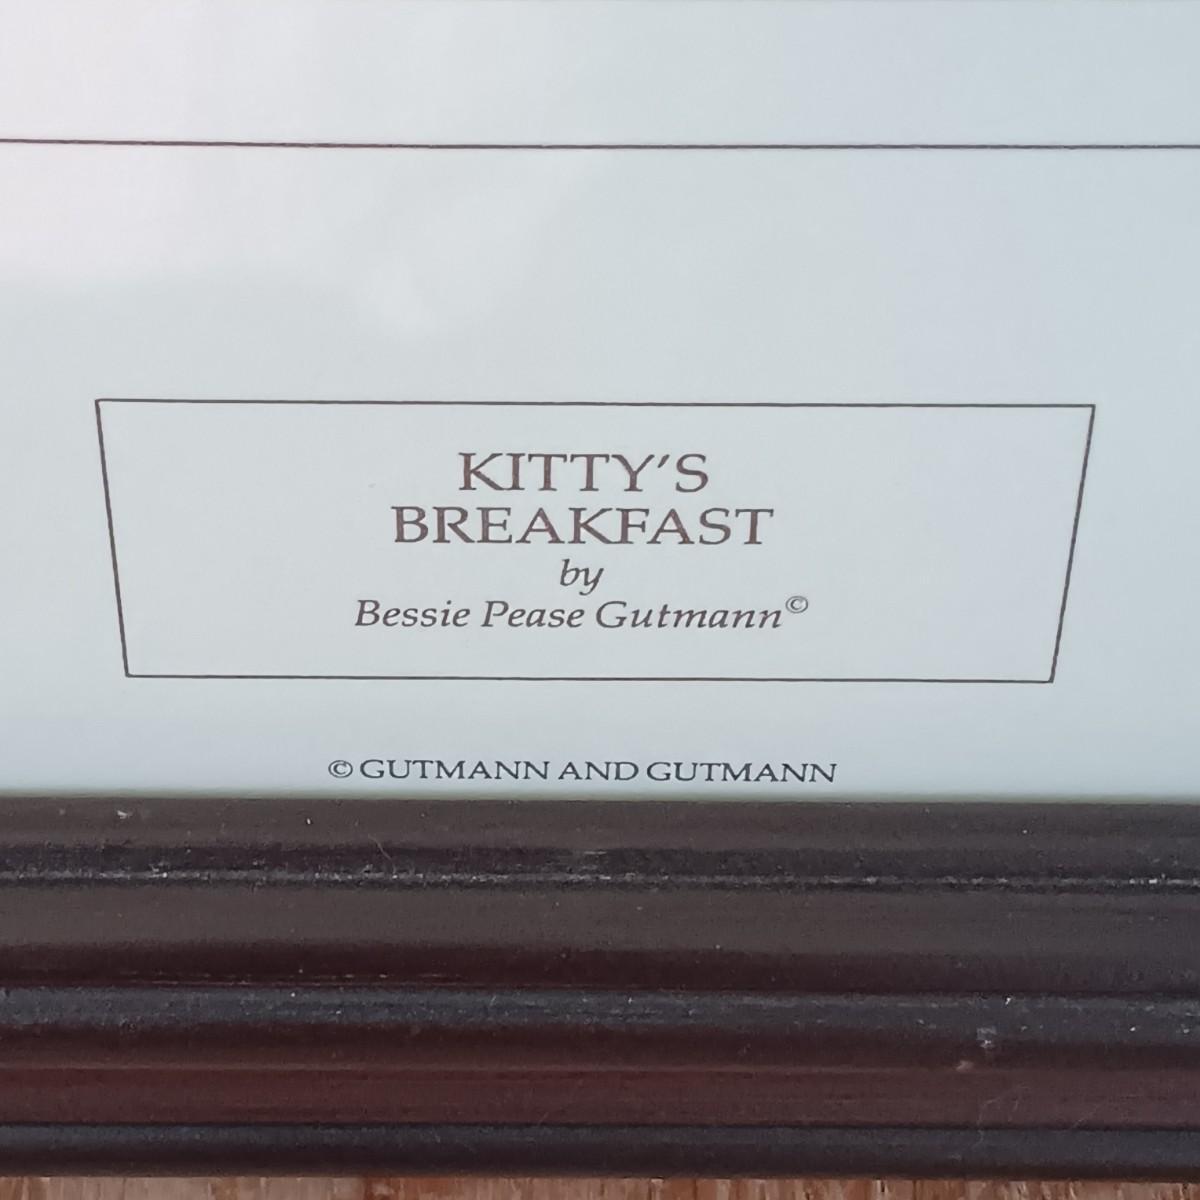 KITTY'S
BREAKFAST
by
Bessie Pease Gutmann©
© GUTMANN AND GUTMANN